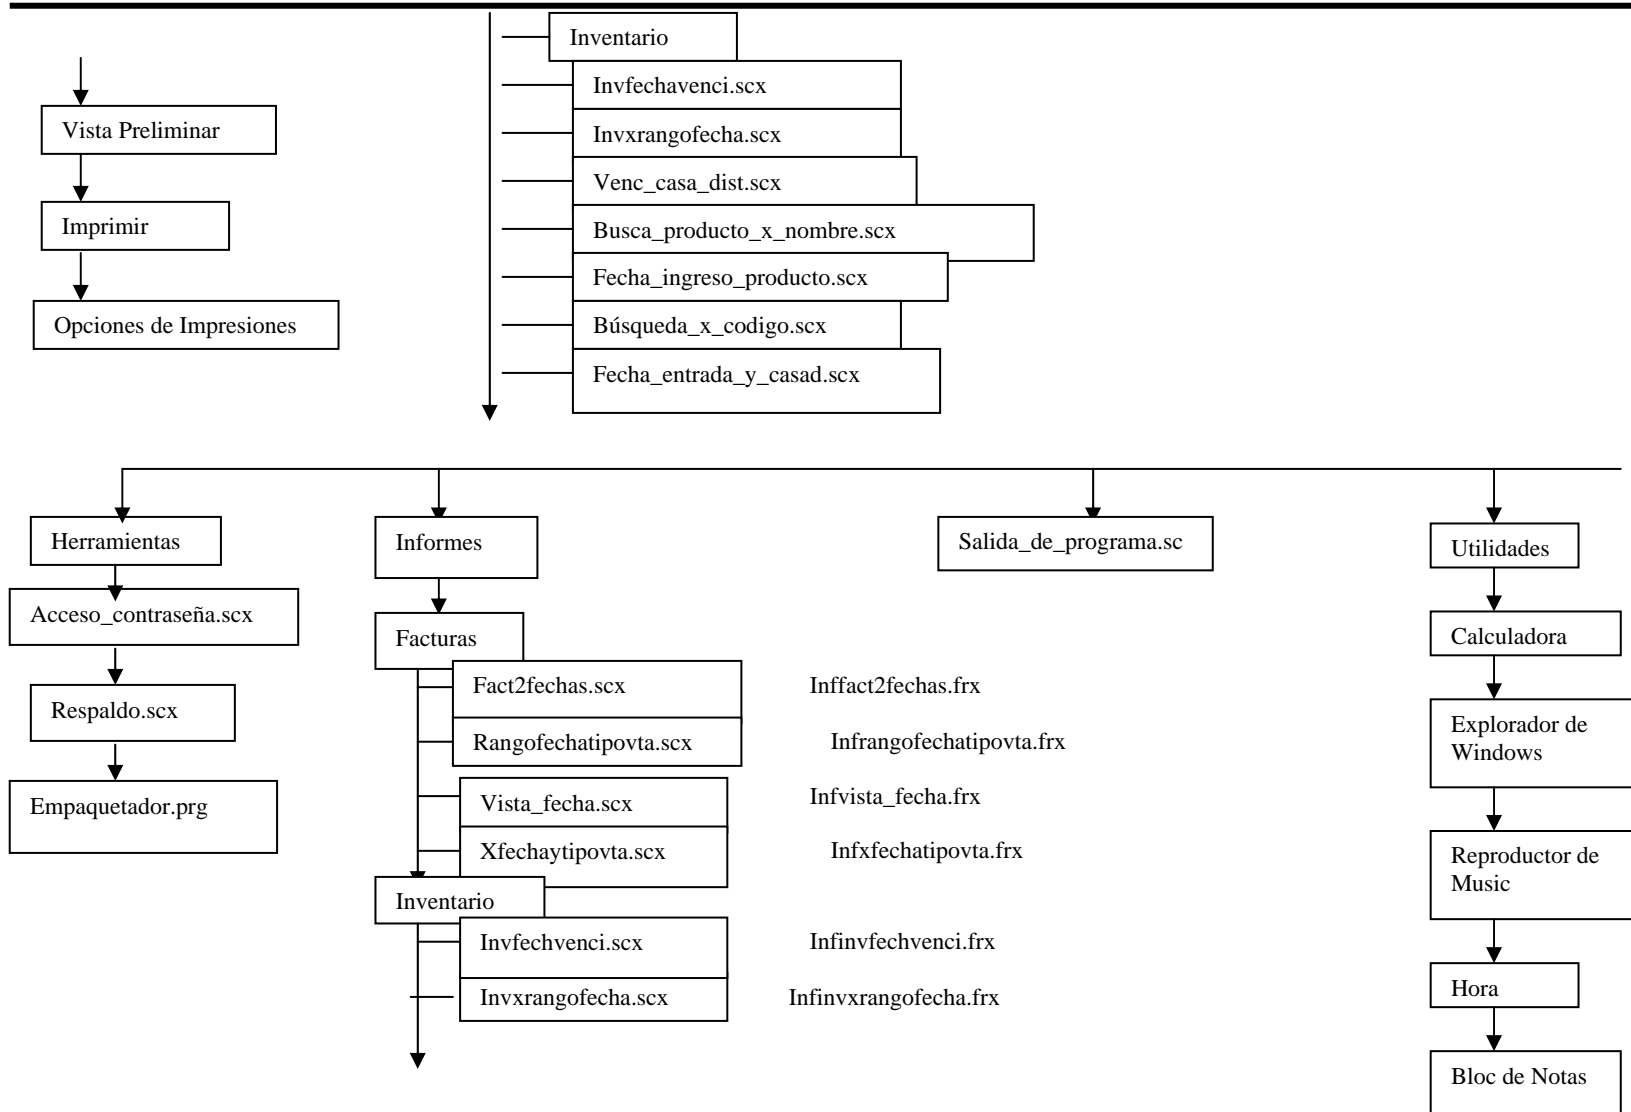 Inventario
Invfechavenci.scx
Vista Preliminar
Invxrangofecha.scx
Venc_casa_dist.scx
Imprimir
Busca_producto_x_nombre.scx
Fecha_ingreso_producto.scx
Opciones de Impresiones
Búsqueda_x_codigo.scx
Fecha_entrada_y_casad.scx
Herramientas
Informes
Salida_de_programa.sc
Utilidades
Acceso_contraseña.scx
Facturas
Calculadora
Fact2fechas.scx
Inffact2fechas.frx
Respaldo.scx
Rangofechatipovta.scx
Infrangofechatipovta.frx
Explorador de
Windows
Empaquetador.prg
Vista_fecha.scx
Infvista_fecha.frx
Xfechaytipovta.scx
Infxfechatipovta.frx
Reproductor de
Music
Inventario
Invfechvenci.scx
Infinvfechvenci.frx
Invxrangofecha.scx
Infinvxrangofecha.frx
Hora
Bloc de Notas